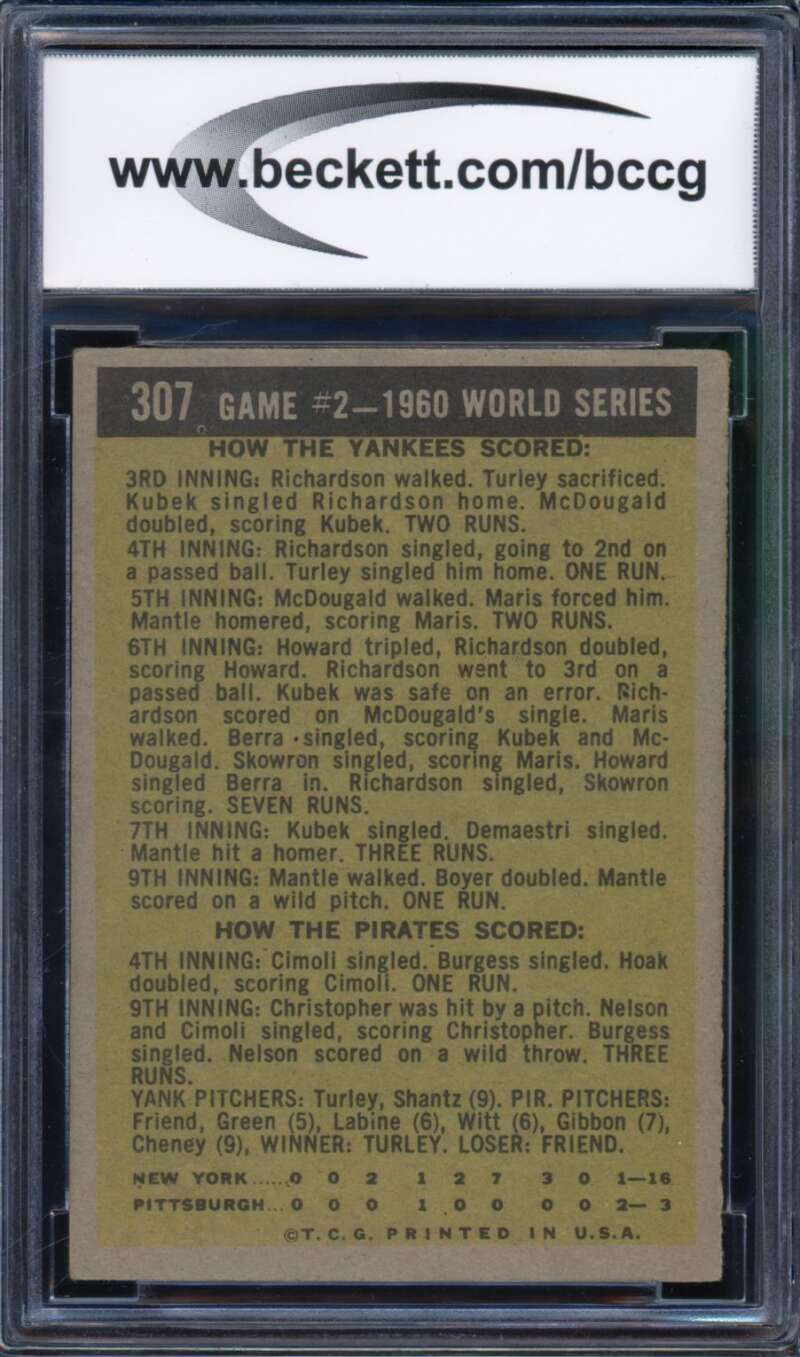 www.beckett.com/bccg
307 GAME #2—1960 WORLD SERIES
HOW THE YANKEES SCORED:
3RD INNING: Richardson walked. Turley sacrificed.
Kubek singled Richardson home. McDougald
doubled, scoring Kubek. TWO RUNS.
4TH INNING: Richardson singled, going to 2nd on
a passed ball. Turley singled him home. ONE RUN.
5TH INNING: McDougald walked. Maris forced him.
Mantle homered, scoring Maris. TWO RUNS.
6TH INNING: Howard tripled, Richardson doubled,
scoring Howard. Richardson went to 3rd on a
passed ball. Kubek was safe on an error. Rich-
ardson scored on McDougald's single. Maris
walked. Berra singled, scoring Kubek and Mc-
Dougald. Skowron singled, scoring Maris. Howard
singled Berra in. Richardson singled, Skowron
scoring. SEVEN RUNS.
7TH INNING: Kubek singled. Demaestri singled.
Mantle hit a homer. THREE RUNS.
9TH INNING: Mantle walked. Boyer doubled. Mantle
scored on a wild pitch. ONE RUN.
HOW THE PIRATES SCORED:
4TH INNING: Cimoli singled. Burgess singled. Hoak
doubled, scoring Cimoli. ONE RUN.
9TH INNING: Christopher was hit by a pitch. Nelson
and Cimoli singled, scoring Christopher. Burgess
singled. Nelson scored on a wild throw. THREE
RUNS.
YANK PITCHERS: Turley, Shantz (9). PIR. PITCHERS:
Friend, Green (5), Labine (6), Witt (6), Gibbon (7),
Cheney (9), WINNER: TURLEY. LOSER: FRIEND.
NEW YORK......0 0 2 1 2 7 3 0 1—16
PITTSBURGH...0 0 0 1 0 0 0 0 2— 3
©T.C.G. PRINTED IN U.S.A.